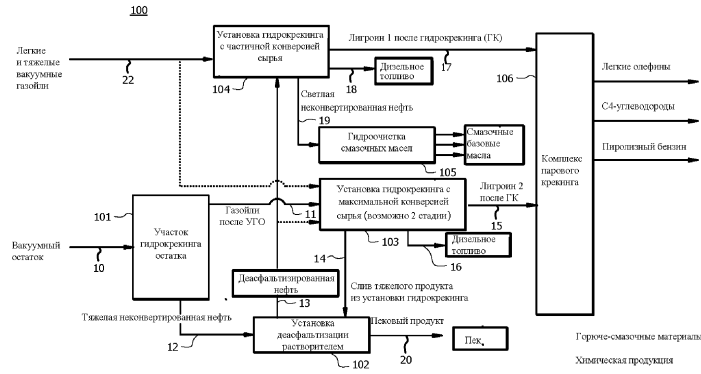 100
Легкие
и тяжелые
вакуумные
газойли
22
Установка гидрокрекинга
с частичной конверсией
сырья
104
Лигроин 1 после гидрокрекинга (ГК)
17
18
Дизельное
топливо
106
Легкие олефины
С4-углеводороды
Пиролизный бензин
Светлая
неконвертированная нефть
19
Гидроочистка
смазочных масел
105
Смазочные
базовые
масла
Комплекс
парового
крекинга
101
Участок
гидрокрекинга
остатка
Вакуумный
остаток
10
Газойли
после УГО
11
Установка гидрокрекинга с
максимальной конверсией
сырья (возможно 2 стадии)
103
Лигроин 2
после ГК
15
14
16
Дизельное
топливо
Деасфальтизированная
нефть
13
Слив тяжелого продукта
из установки гидрокрекинга
Тяжелая неконвертированная нефть
12
Установка
деасфальтизации
растворителем
102
Пековый продукт
20
Пек
Горюче-смазочные материалы
Химическая продукция